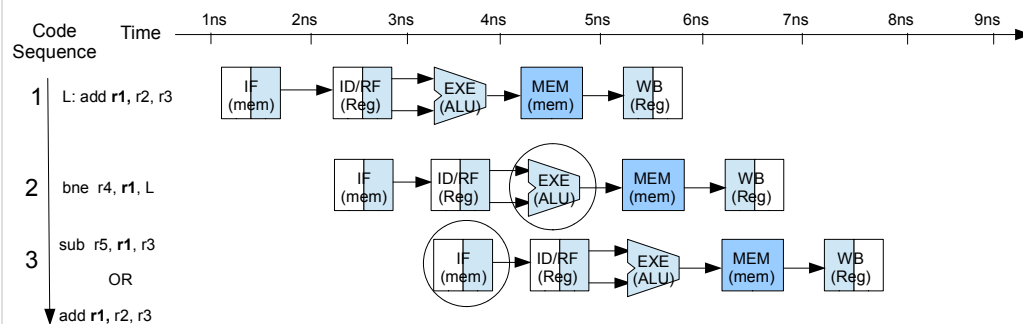 Code
Sequence
Time
1ns 2ns 3ns 4ns 5ns 6ns 7ns 8ns 9ns
1
L: add r1, r2, r3
IF
(mem)
ID/RF
(Reg)
EXE
(ALU)
MEM
(mem)
WB
(Reg)
2
bne r4, r1, L
IF
(mem)
ID/RF
(Reg)
EXE
(ALU)
MEM
(mem)
WB
(Reg)
3
sub r5, r1, r3
OR
add r1, r2, r3
IF
(mem)
ID/RF
(Reg)
EXE
(ALU)
MEM
(mem)
WB
(Reg)